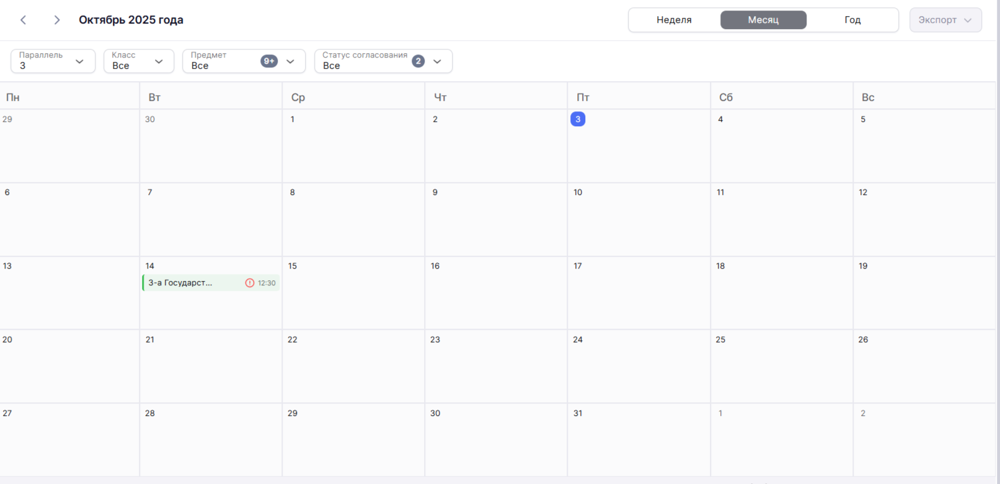 Октябрь 2025 года
Неделя Месяц Год Экспорт
Параллель Класс Предмет Статус согласования
3 Все Все 9+ Все 2
Пн Вт Ср Чт Пт Сб Вс
29 30 1 2 3 4 5
6 7 8 9 10 11 12
13 14 15 16 17 18 19
3-а Государст... 12:30
20 21 22 23 24 25 26
27 28 29 30 31 1 2